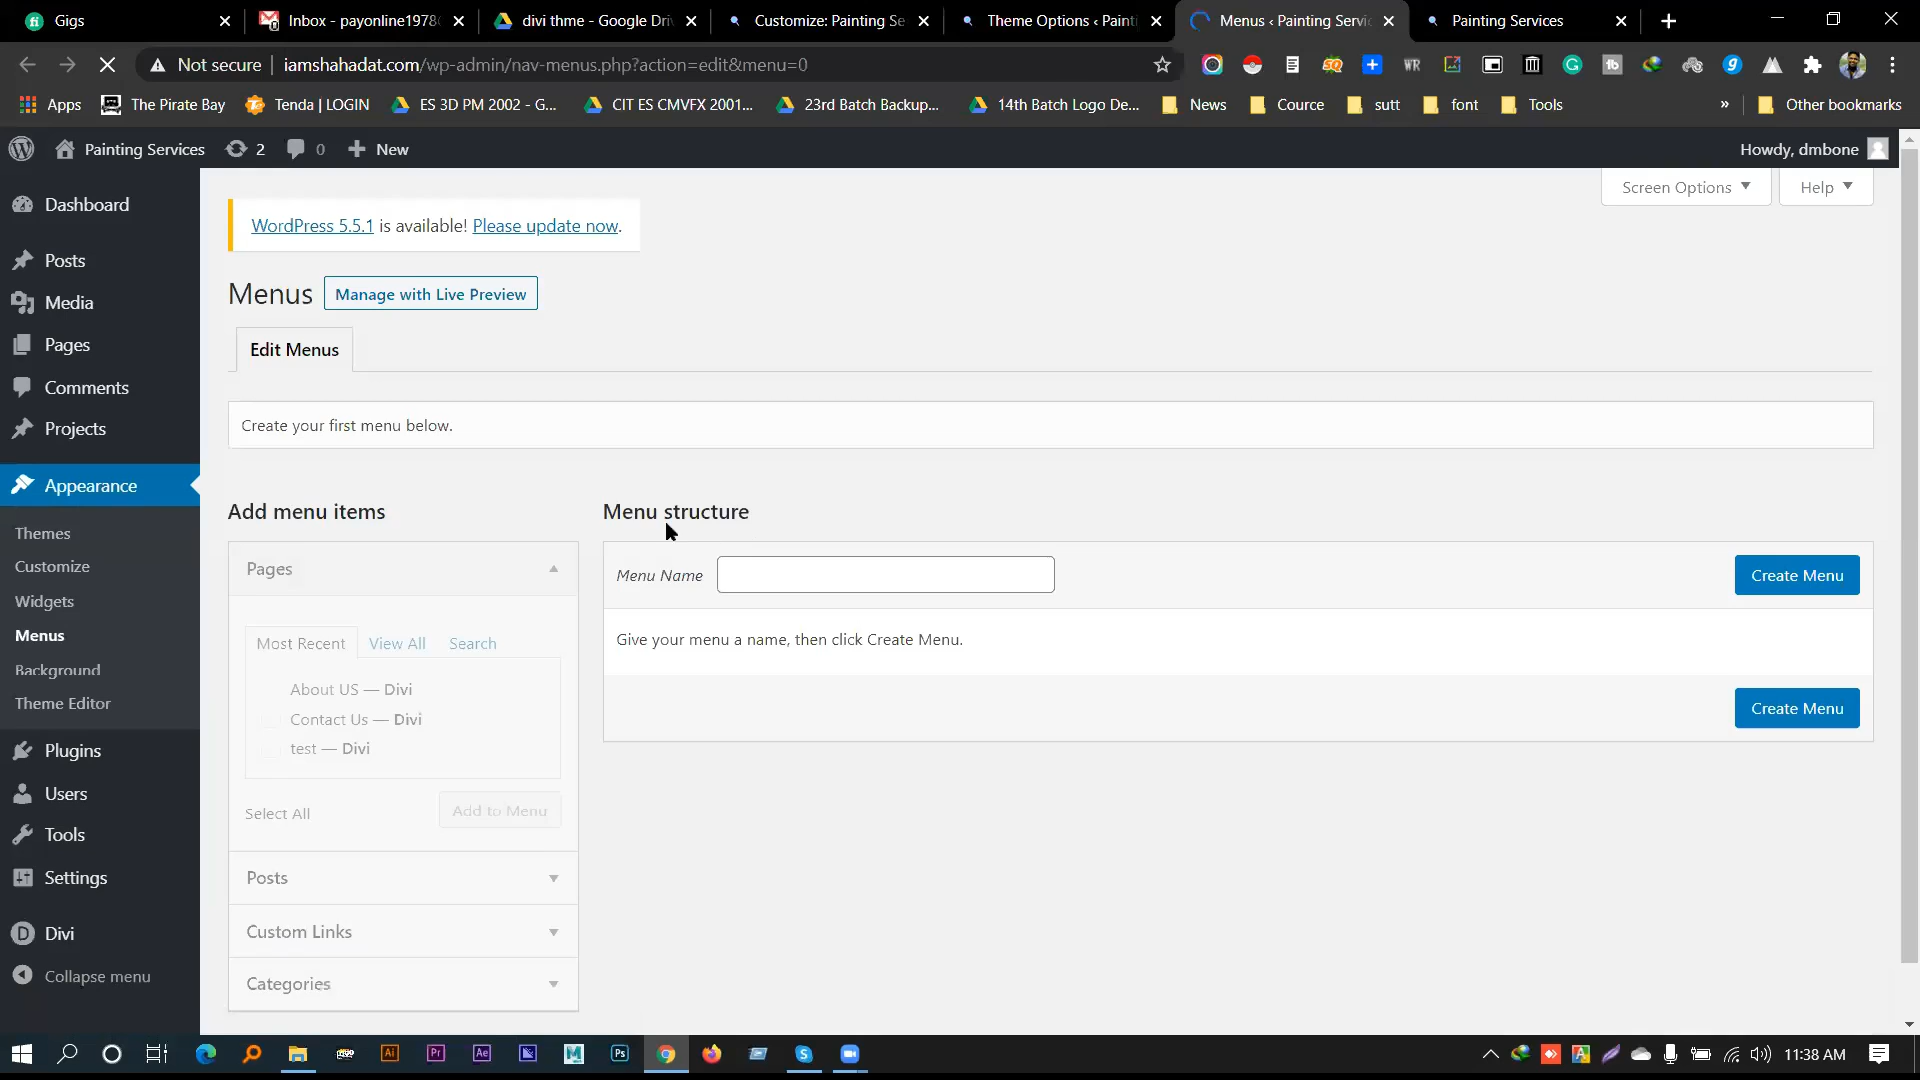 Gigs
Inbox - payonline1978
divi thme - Google Driv
Customize: Painting Se
Theme Options ‹ Painti
Menus ‹ Painting Servic
Painting Services
Not secure
iamshahadat.com/wp-admin/nav-menus.php?action=edit&menu=0
Apps
The Pirate Bay
Tenda | LOGIN
ES 3D PM 2002 - G...
CIT ES CMVFX 2001...
23rd Batch Backup...
14th Batch Logo De...
News
Cource
sutt
font
Tools
»
Other bookmarks
Painting Services
2
0
New
Howdy, dmbone
Screen Options
Help
Dashboard
Posts
Media
Pages
Comments
Projects
Appearance
Themes
Customize
Widgets
Menus
Background
Theme Editor
Plugins
Users
Tools
Settings
Divi
Collapse menu
WordPress 5.5.1 is available! Please update now.
Menus
Manage with Live Preview
Edit Menus
Create your first menu below.
Add menu items
Pages
Most Recent
View All
Search
About US — Divi
Contact Us — Divi
test — Divi
Select All
Add to Menu
Posts
Custom Links
Categories
Menu structure
Menu Name
Create Menu
Give your menu a name, then click Create Menu.
Create Menu
11:38 AM